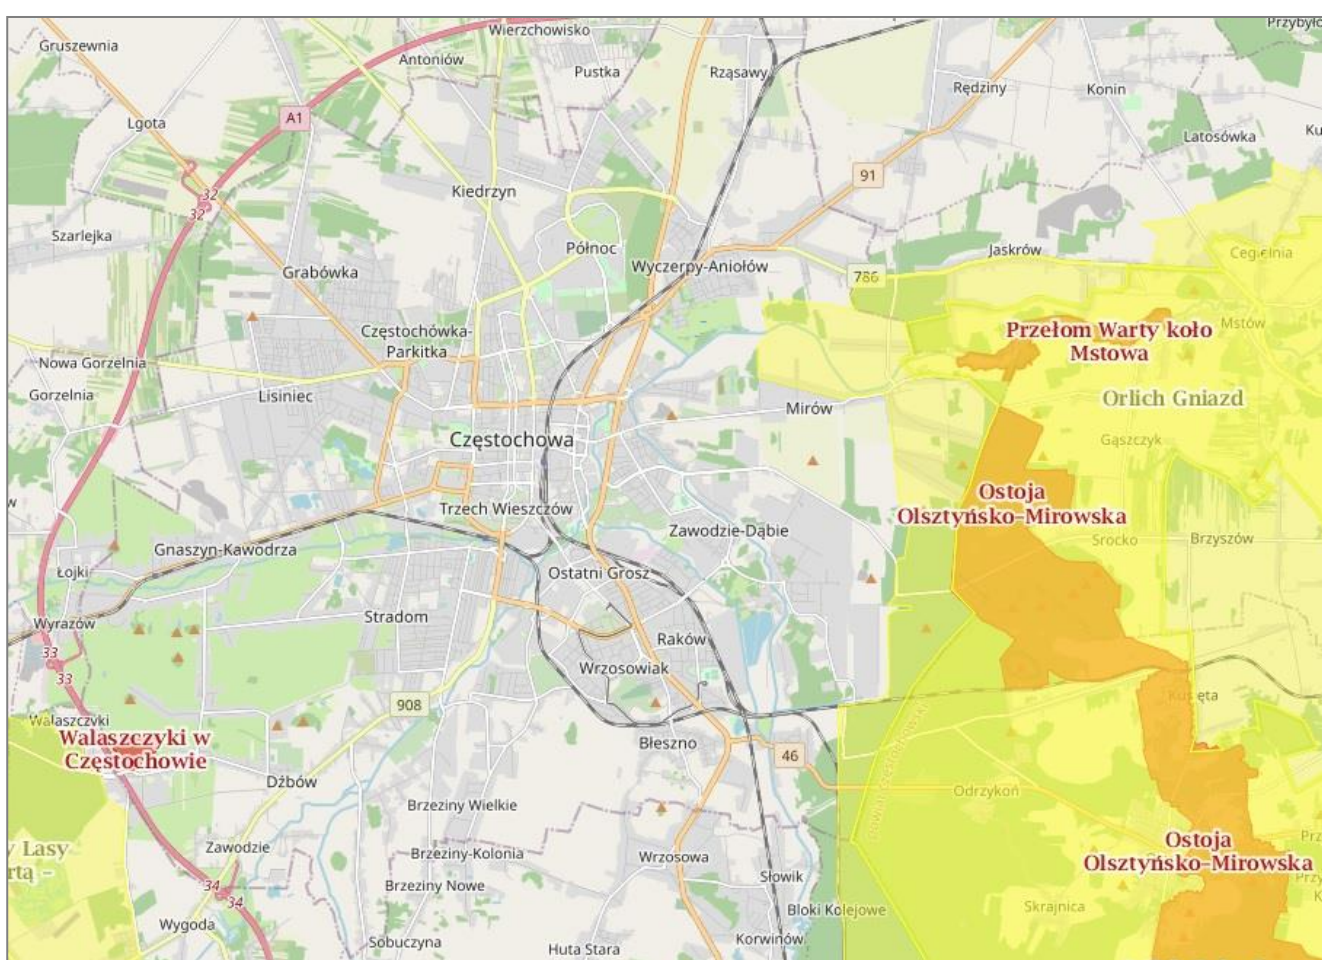 Wierzchowisko
Przybyło
Gruszewnia
Antoniów
Pustka
Rząsawy
Rędziny
Konin
A1
Lgota
Latosówka
Ku
91
32
32
Kiedrzyn
Szarlejka
Północ
Jaskrów
Cegielnia
Grabówka
Wyczerpy-Aniołów
786
Częstochówka-
Parkitka
Przełom Warty koło
Mstowa
Mstów
Nowa Gorzelnia
Gorzelnia
Lisiniec
Mirów
Orlich Gniazd
Częstochowa
Gąszczyk
Ostoja
Olsztyńsko-Mirowska
w
Trzech Wieszczów
Zawodzie-Dąbie
Srocko
Brzyszów
Gnaszyn-Kawodrza
Łojki
Ostatni Grosz
Stradom
Wyrazów
Raków
33
33
Wrzosowiak
Kusięta
908
Walaszczyki
Walaszczyki w
Częstochowie
Błeszno
46
Dźbów
Odrzykoń
Brzeziny Wielkie
y Lasy
rtą –
Zawodzie
Brzeziny-Kolonia
Wrzosowa
Ostoja
Olsztyńsko-Mirowska
Prz
34
34
Brzeziny Nowe
Słowik
Przy
K
Wygoda
Bloki Kolejowe
Skrajnica
Sobuczyna
Huta Stara
Korwinów